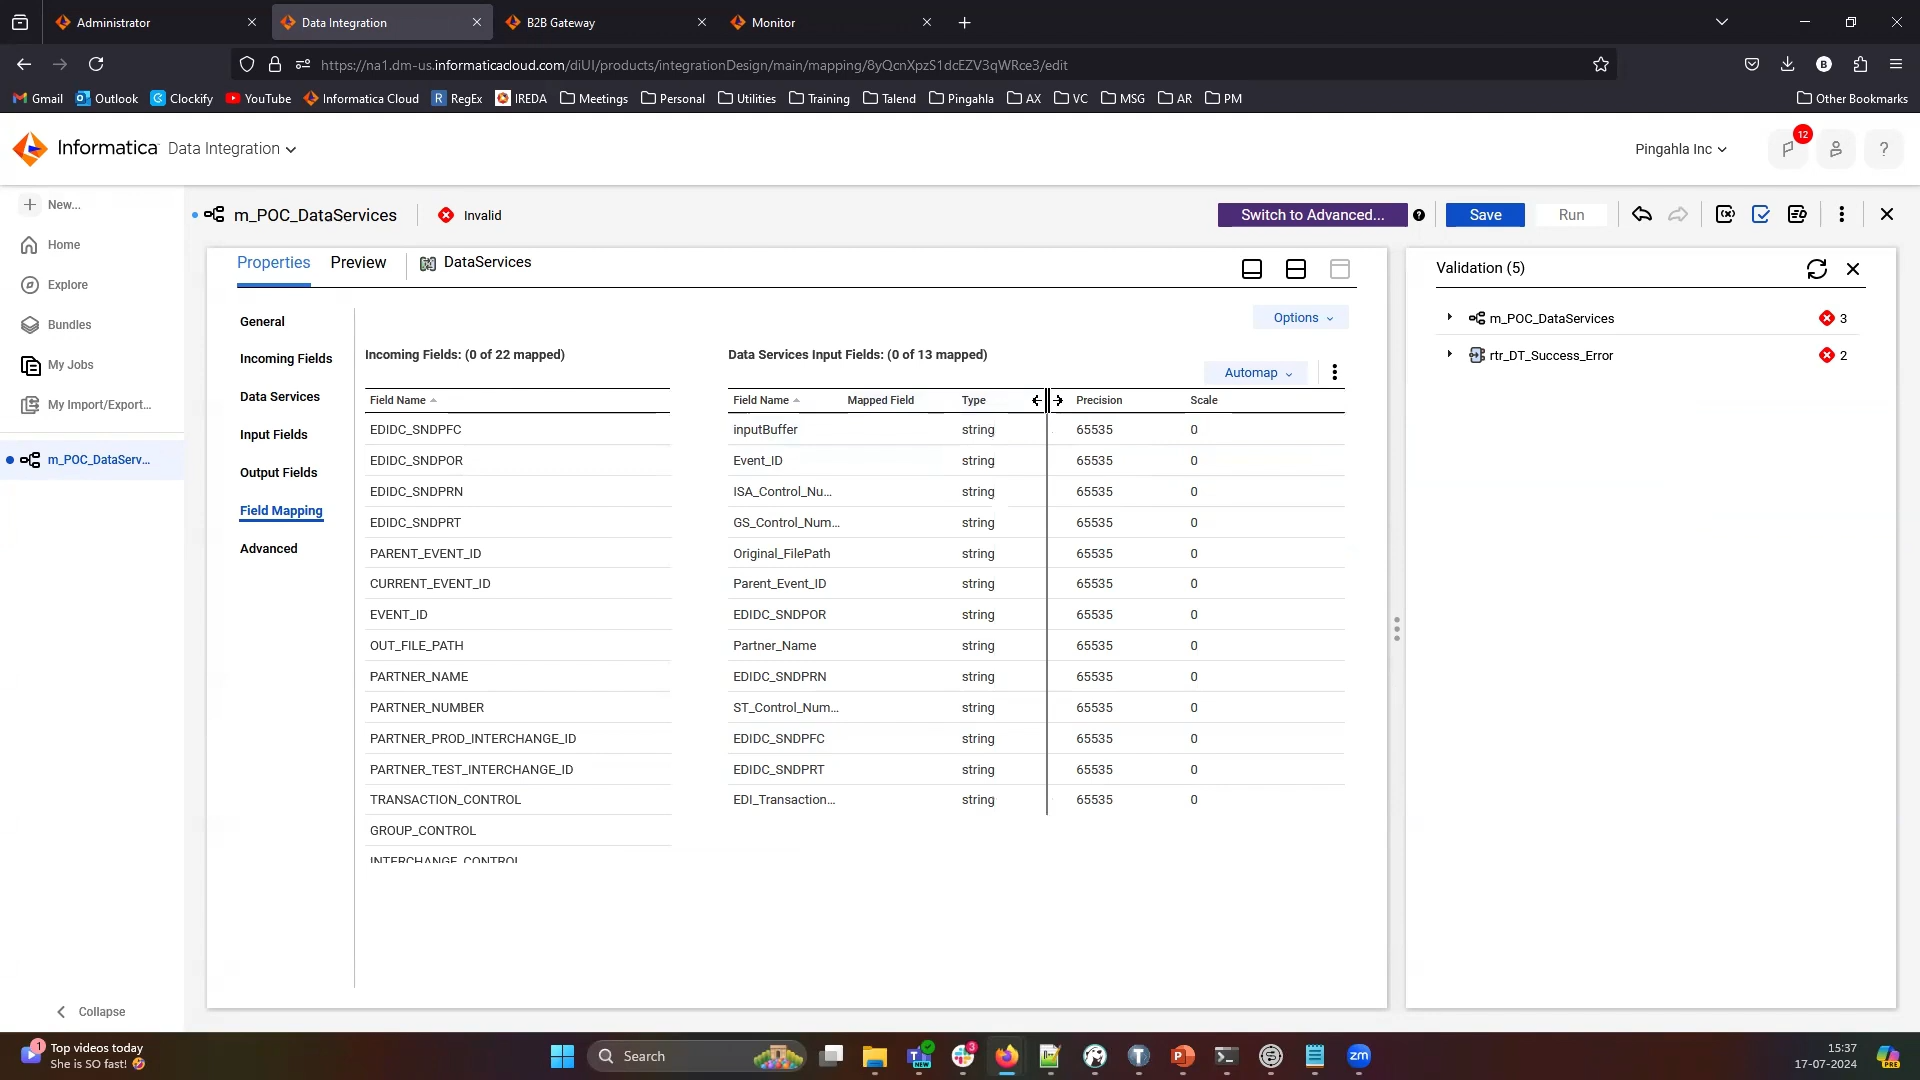 Administrator
Data Integration
B2B Gateway
Monitor
https://na1.dm-us.informaticacloud.com/diUI/products/integrationDesign/main/mapping/8yQcnXpzS1dcEZV3qWRce3/edit
B
Gmail Outlook Clockify YouTube Informatica Cloud R RegEx IREDA Meetings Personal Utilities Training Talend Pingahla AX VC MSG AR PM Other Bookmarks
Informatica Data Integration
Pingahla Inc
12
?
New...
Home
Explore
Bundles
My Jobs
My Import/Export...
m_POC_DataServ...
Collapse
m_POC_DataServices
Invalid
Switch to Advanced...
?
Save
Run
Properties Preview DataServices
General
Incoming Fields
Data Services
Input Fields
Output Fields
Field Mapping
Advanced
Options
Incoming Fields: (0 of 22 mapped)
Field Name
EDIDC_SNDPFC
EDIDC_SNDPOR
EDIDC_SNDPRN
EDIDC_SNDPRT
PARENT_EVENT_ID
CURRENT_EVENT_ID
EVENT_ID
OUT_FILE_PATH
PARTNER_NAME
PARTNER_NUMBER
PARTNER_PROD_INTERCHANGE_ID
PARTNER_TEST_INTERCHANGE_ID
TRANSACTION_CONTROL
GROUP_CONTROL
INTERCHANGE_CONTROL
Data Services Input Fields: (0 of 13 mapped)
Automap
Field Name Mapped Field Type Precision Scale
inputBuffer string 65535 0
Event_ID string 65535 0
ISA_Control_Nu... string 65535 0
GS_Control_Num... string 65535 0
Original_FilePath string 65535 0
Parent_Event_ID string 65535 0
EDIDC_SNDPOR string 65535 0
Partner_Name string 65535 0
EDIDC_SNDPRN string 65535 0
ST_Control_Num... string 65535 0
EDIDC_SNDPFC string 65535 0
EDIDC_SNDPRT string 65535 0
EDI_Transaction... string 65535 0
Validation (5)
m_POC_DataServices 3
rtr_DT_Success_Error 2
1
Top videos today
She is SO fast! 🤣
Search
NEW
3
T
P
zm
15:37
17-07-2024
PRE